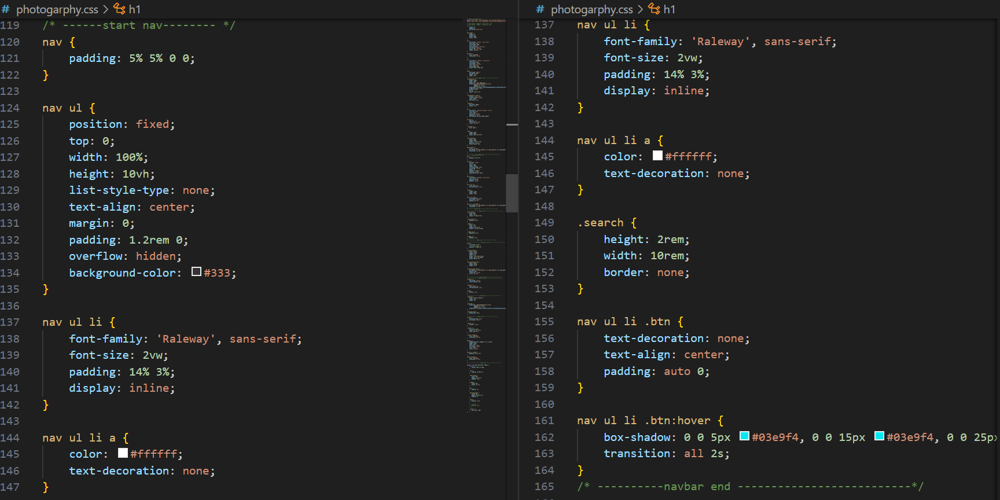 # photogarphy.css > h1
119 /* ------start nav-------- */
120 nav {
121     padding: 5% 5% 0 0;
122 }
123
124 nav ul {
125     position: fixed;
126     top: 0;
127     width: 100%;
128     height: 10vh;
129     list-style-type: none;
130     text-align: center;
131     margin: 0;
132     padding: 1.2rem 0;
133     overflow: hidden;
134     background-color: #333;
135 }
136
137 nav ul li {
138     font-family: 'Raleway', sans-serif;
139     font-size: 2vw;
140     padding: 14% 3%;
141     display: inline;
142 }
143
144 nav ul li a {
145     color: #ffffff;
146     text-decoration: none;
147 }
# photogarphy.css > h1
137 nav ul li {
138     font-family: 'Raleway', sans-serif;
139     font-size: 2vw;
140     padding: 14% 3%;
141     display: inline;
142 }
143
144 nav ul li a {
145     color: #ffffff;
146     text-decoration: none;
147 }
148
149 .search {
150     height: 2rem;
151     width: 10rem;
152     border: none;
153 }
154
155 nav ul li .btn {
156     text-decoration: none;
157     text-align: center;
158     padding: auto 0;
159 }
160
161 nav ul li .btn:hover {
162     box-shadow: 0 0 5px #03e9f4, 0 0 15px #03e9f4, 0 0 25px
163     transition: all 2s;
164 }
165 /* ----------navbar end --------------------------*/